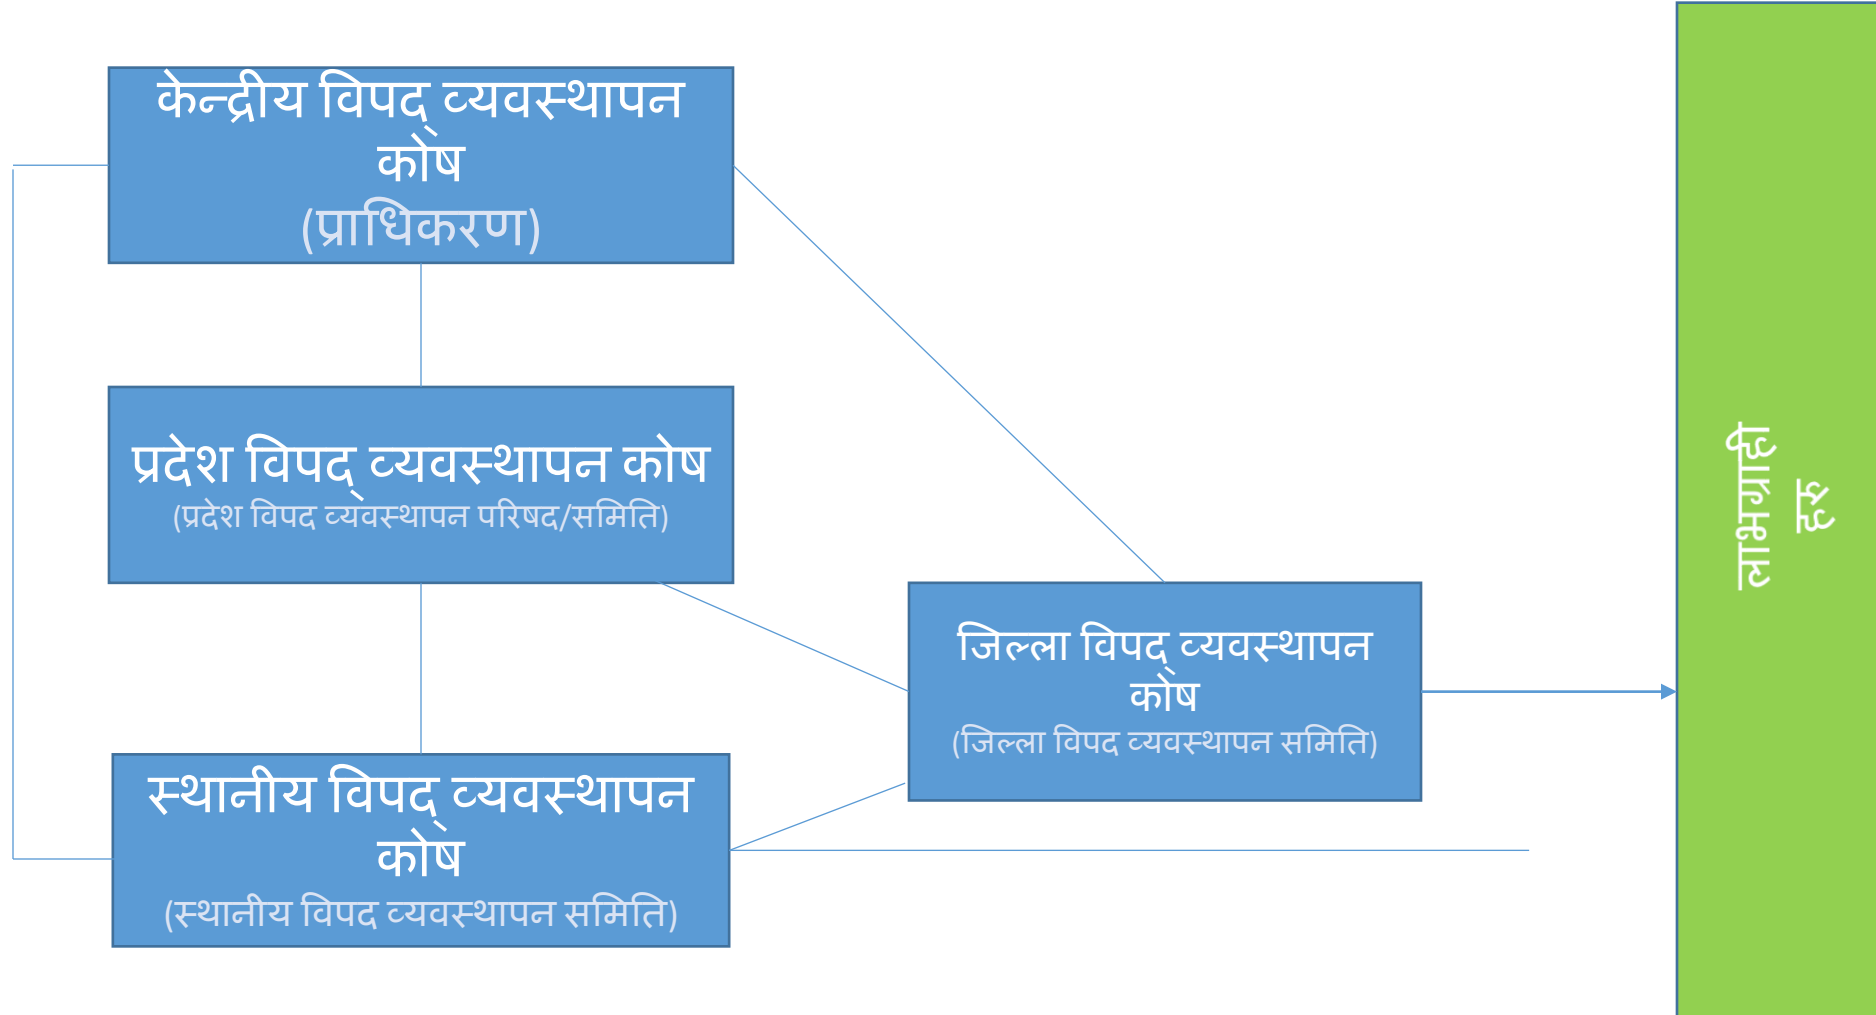 केन्द्रीय विपद् व्यवस्थापन
कोष
(प्राधिकरण)
प्रदेश विपद् व्यवस्थापन कोष
(प्रदेश विपद व्यवस्थापन परिषद/समिति)
स्थानीय विपद् व्यवस्थापन
कोष
(स्थानीय विपद व्यवस्थापन समिति)
जिल्ला विपद् व्यवस्थापन
कोष
(जिल्ला विपद व्यवस्थापन समिति)
लाभग्राही
हरु